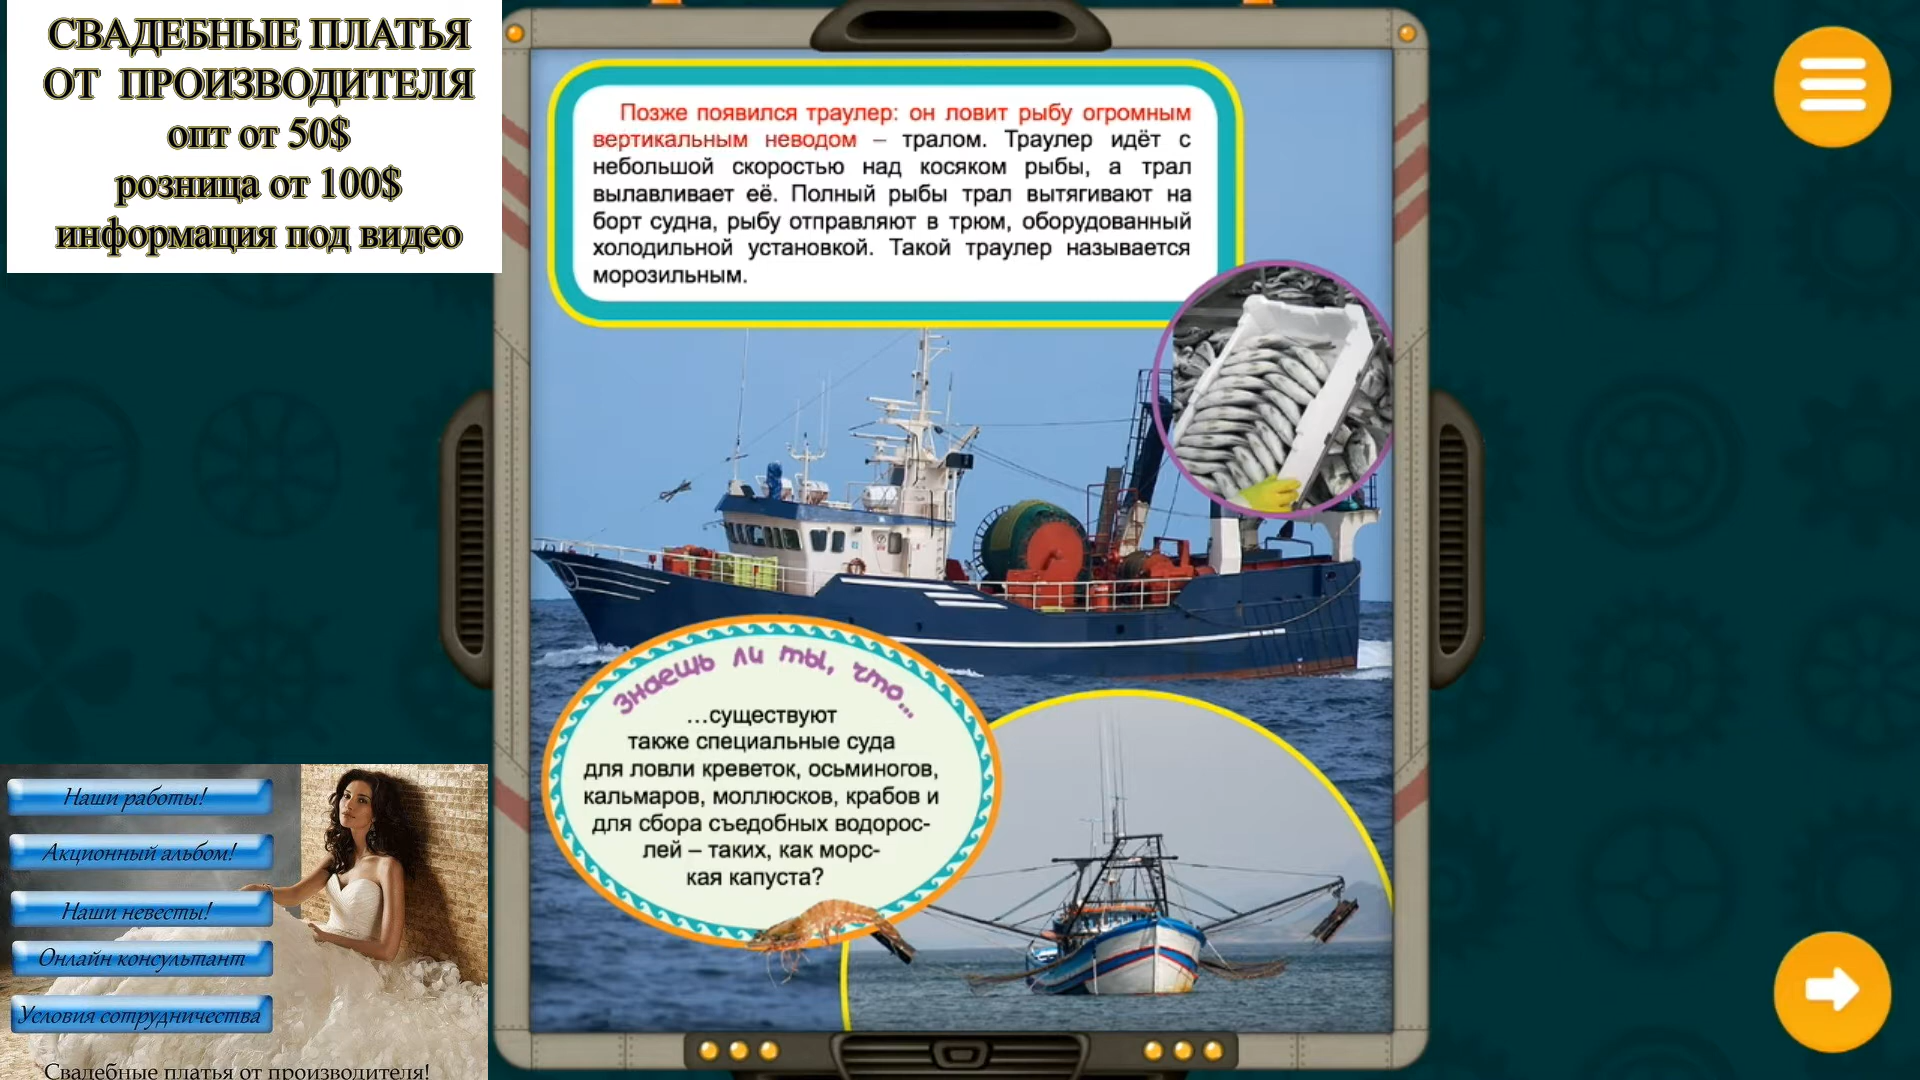 СВАДЕБНЫЕ ПЛАТЬЯ
ОТ ПРОИЗВОДИТЕЛЯ
опт от 50$
розница от 100$
информация под видео
Позже появился траулер: он ловит рыбу огромным
вертикальным неводом – тралом. Траулер идёт с
небольшой скоростью над косяком рыбы, а трал
вылавливает её. Полный рыбы трал вытягивают на
борт судна, рыбу отправляют в трюм, оборудованный
холодильной установкой. Такой траулер называется
морозильным.
Знаешь ли ты, что...
...существуют
также специальные суда
для ловли креветок, осьминогов,
кальмаров, моллюсков, крабов и
для сбора съедобных водорос-
лей – таких, как морс-
кая капуста?
Наши работы!
Акционный альбом!
Наши невесты!
Онлайн консультант
Условия сотрудничества
Свадебные платья от производителя!